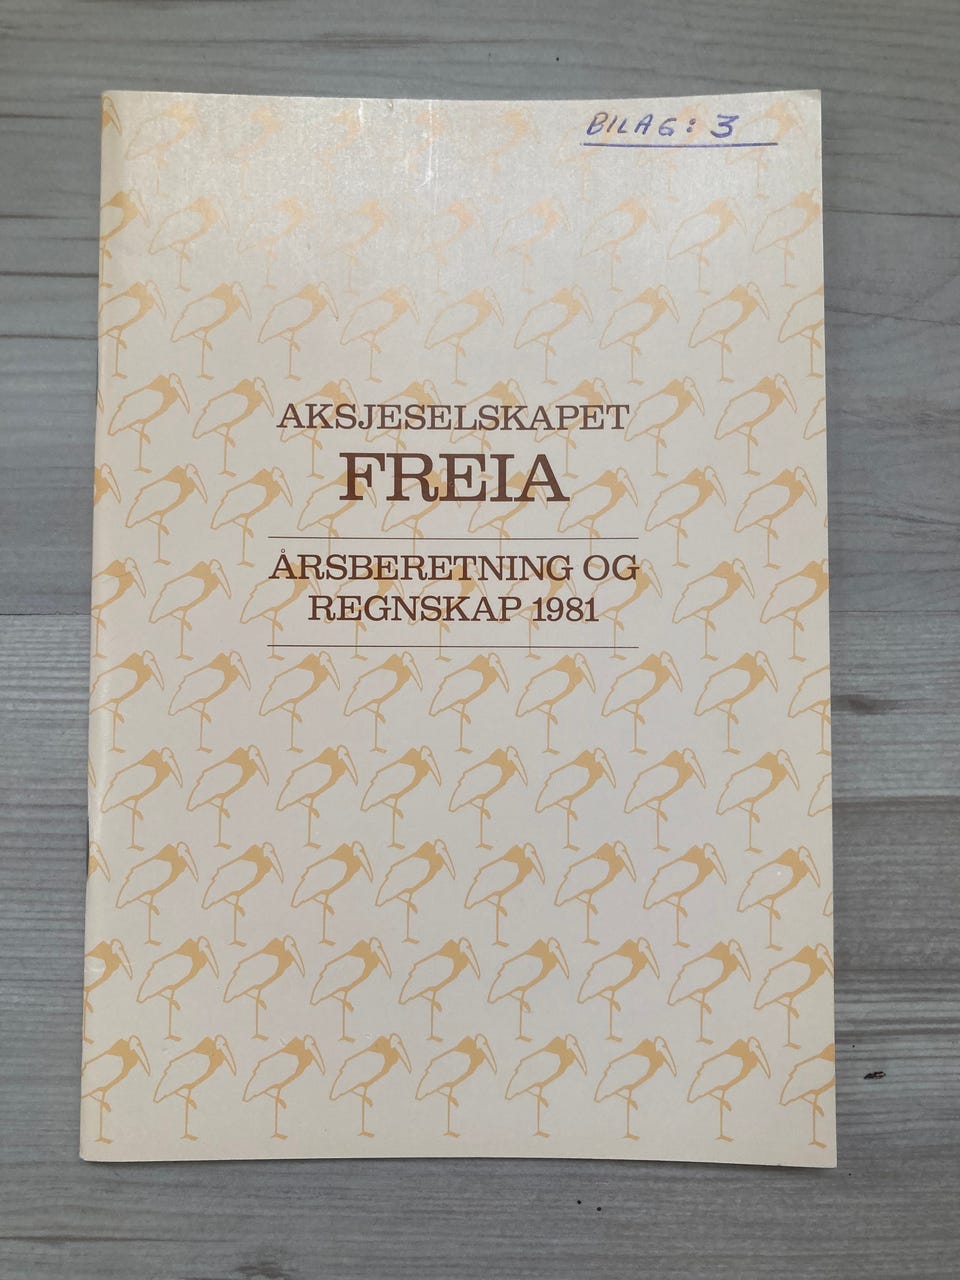 BILAG: 3
AKSJESELSKAPET
FREIA
ÅRSBERETNING OG
REGNSKAP 1981